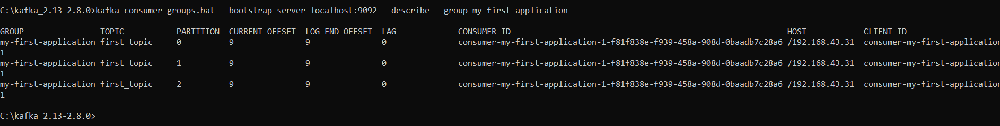 C:\kafka_2.13-2.8.0>kafka-consumer-groups.bat --bootstrap-server localhost:9092 --describe --group my-first-application
GROUP TOPIC PARTITION CURRENT-OFFSET LOG-END-OFFSET LAG CONSUMER-ID HOST CLIENT-ID
my-first-application first_topic 0 9 9 0 consumer-my-first-application-1-f81f838e-f939-458a-908d-0baadb7c28a6 /192.168.43.31 consumer-my-first-application
1
my-first-application first_topic 1 9 9 0 consumer-my-first-application-1-f81f838e-f939-458a-908d-0baadb7c28a6 /192.168.43.31 consumer-my-first-application
1
my-first-application first_topic 2 9 9 0 consumer-my-first-application-1-f81f838e-f939-458a-908d-0baadb7c28a6 /192.168.43.31 consumer-my-first-application
1
C:\kafka_2.13-2.8.0>